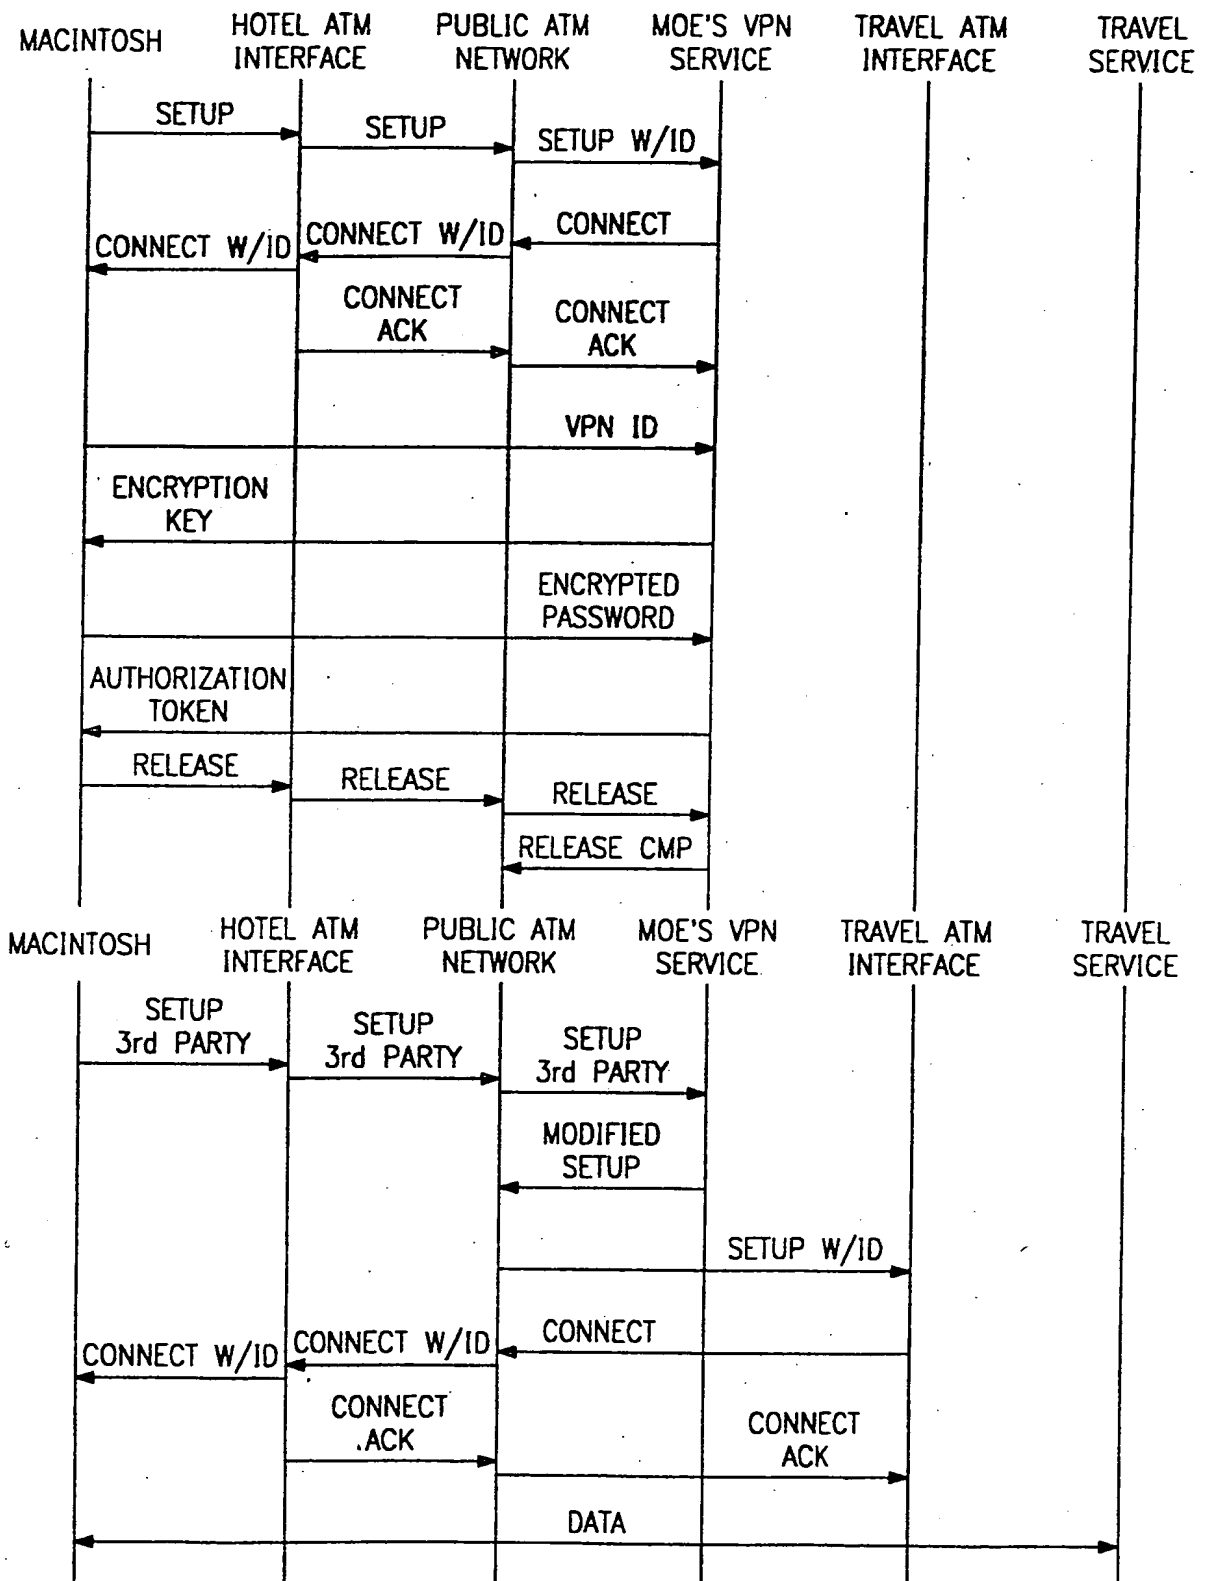 MACINTOSH
HOTEL ATM
INTERFACE
PUBLIC ATM
NETWORK
MOE'S VPN
SERVICE
TRAVEL ATM
INTERFACE
TRAVEL
SERVICE
SETUP
SETUP
SETUP W/ID
CONNECT
CONNECT W/ID
CONNECT W/ID
CONNECT
ACK
CONNECT
ACK
VPN ID
ENCRYPTION
KEY
ENCRYPTED
PASSWORD
AUTHORIZATION
TOKEN
RELEASE
RELEASE
RELEASE
RELEASE CMP
MACINTOSH
HOTEL ATM
INTERFACE
PUBLIC ATM
NETWORK
MOE'S VPN
SERVICE
TRAVEL ATM
INTERFACE
TRAVEL
SERVICE
SETUP
3rd PARTY
SETUP
3rd PARTY
SETUP
3rd PARTY
MODIFIED
SETUP
SETUP W/ID
CONNECT
CONNECT W/ID
CONNECT W/ID
CONNECT
ACK
CONNECT
ACK
DATA